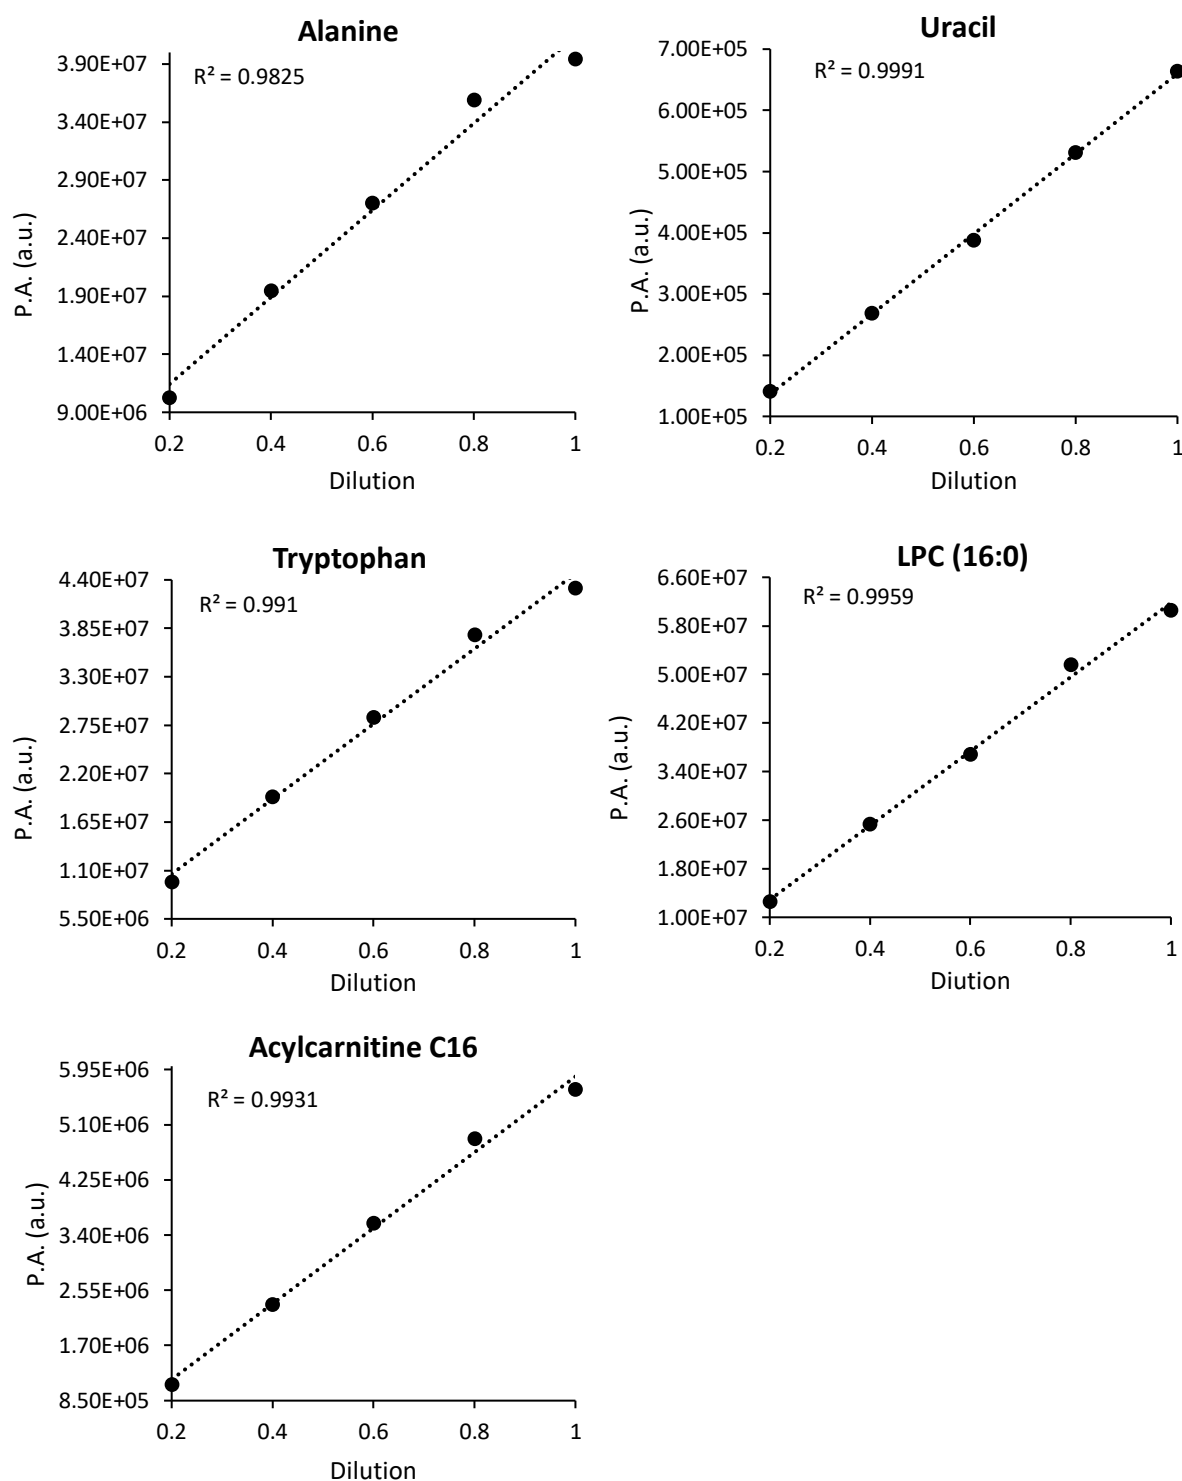 Alanine
R² = 0.9825
3.90E+07
3.40E+07
2.90E+07
2.40E+07
1.90E+07
1.40E+07
9.00E+06
P.A. (a.u.)
0.2 0.4 0.6 0.8 1
Dilution
Uracil
R² = 0.9991
7.00E+05
6.00E+05
5.00E+05
4.00E+05
3.00E+05
2.00E+05
1.00E+05
P.A. (a.u.)
0.2 0.4 0.6 0.8 1
Dilution
Tryptophan
R² = 0.991
4.40E+07
3.85E+07
3.30E+07
2.75E+07
2.20E+07
1.65E+07
1.10E+07
5.50E+06
P.A. (a.u.)
0.2 0.4 0.6 0.8 1
Dilution
LPC (16:0)
R² = 0.9959
6.60E+07
5.80E+07
5.00E+07
4.20E+07
3.40E+07
2.60E+07
1.80E+07
1.00E+07
P.A. (a.u.)
0.2 0.4 0.6 0.8 1
Diution
Acylcarnitine C16
R² = 0.9931
5.95E+06
5.10E+06
4.25E+06
3.40E+06
2.55E+06
1.70E+06
8.50E+05
P.A. (a.u.)
0.2 0.4 0.6 0.8 1
Dilution